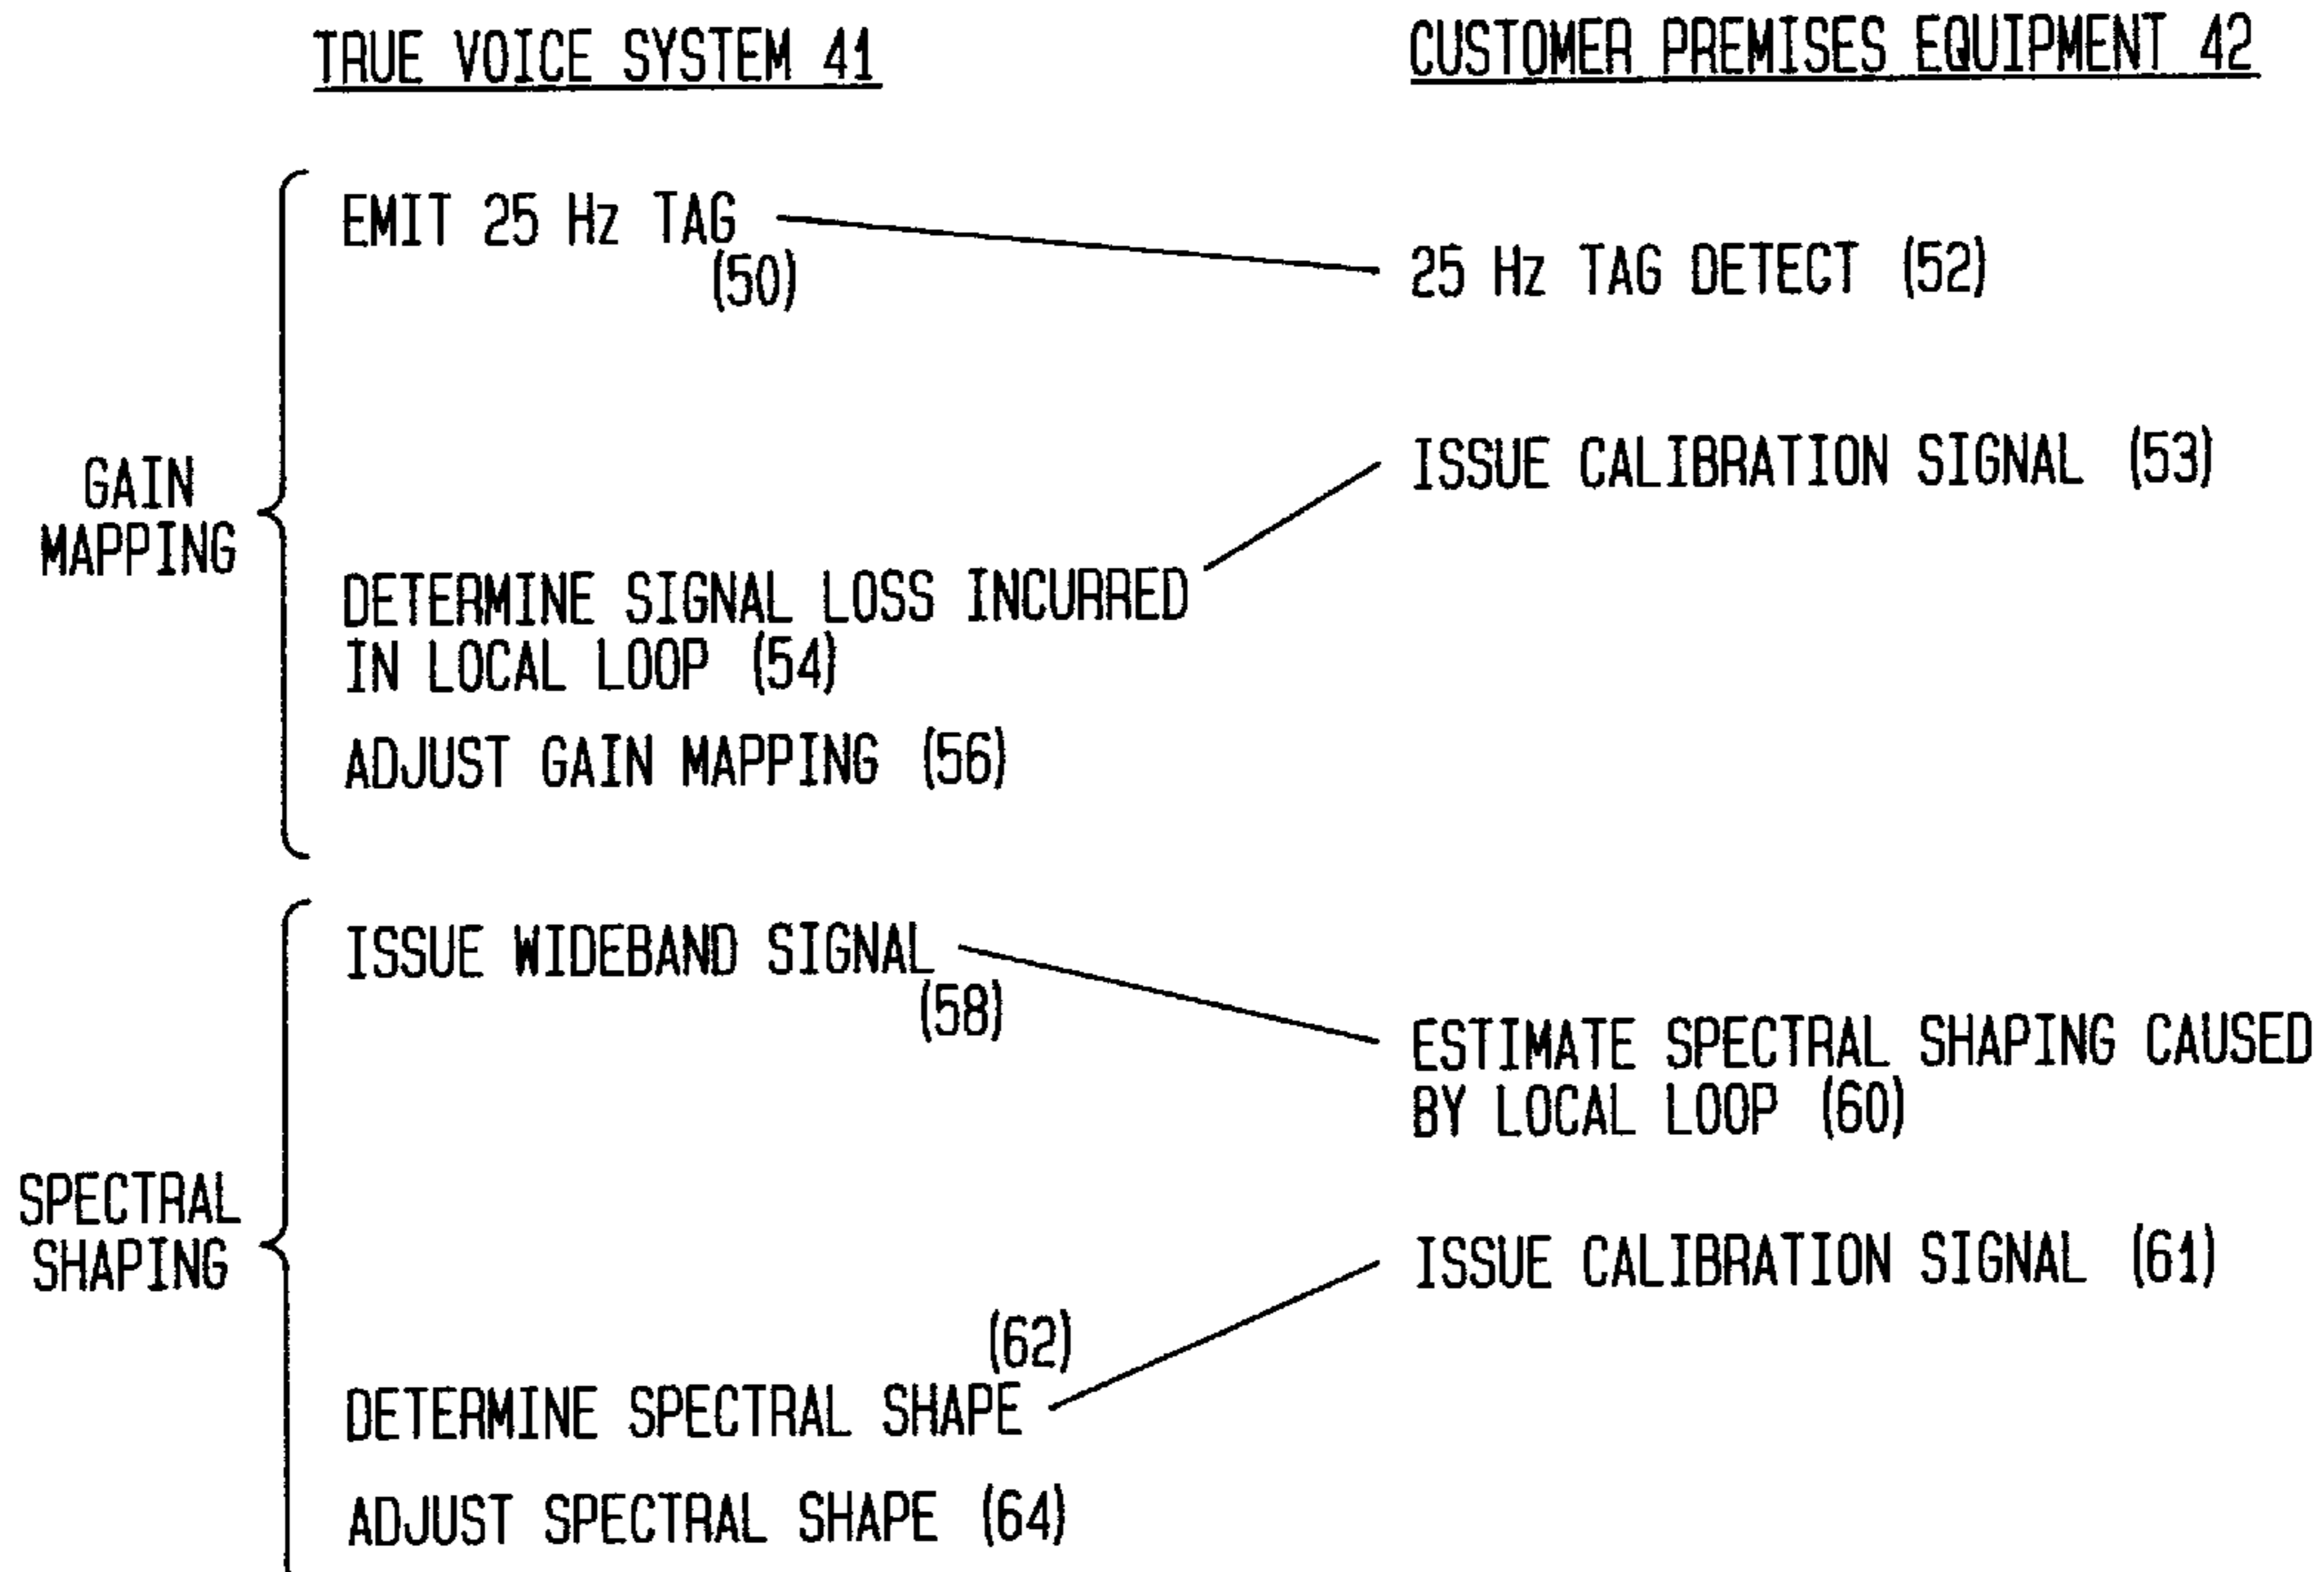 TRUE VOICE SYSTEM 41
CUSTOMER PREMISES EQUIPMENT 42
EMIT 25 Hz TAG
(50)
25 Hz TAG DETECT (52)
GAIN
MAPPING
ISSUE CALIBRATION SIGNAL (53)
DETERMINE SIGNAL LOSS INCURRED
IN LOCAL LOOP (54)
ADJUST GAIN MAPPING (56)
ISSUE WIDEBAND SIGNAL
(58)
ESTIMATE SPECTRAL SHAPING CAUSED
BY LOCAL LOOP (60)
SPECTRAL
SHAPING
ISSUE CALIBRATION SIGNAL (61)
(62)
DETERMINE SPECTRAL SHAPE
ADJUST SPECTRAL SHAPE (64)